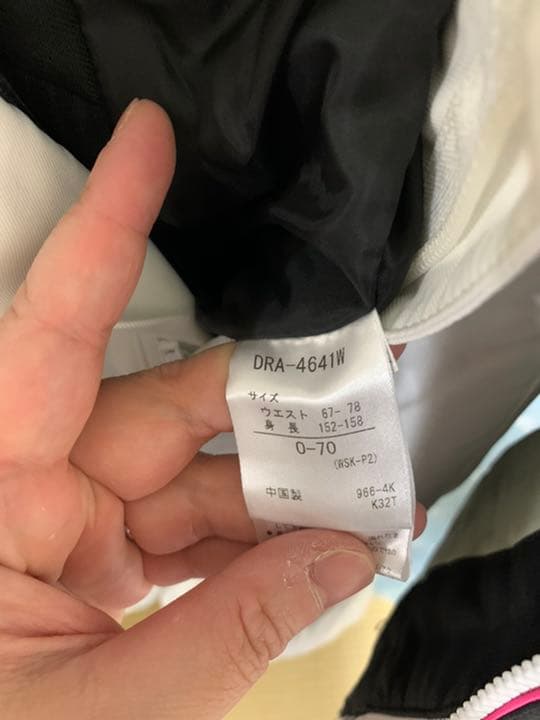 DRA-4641W
サイズ
ウエスト 67- 78
身長 152-158
O-70
(WSK-P2)
中国製 966-4K
K32T